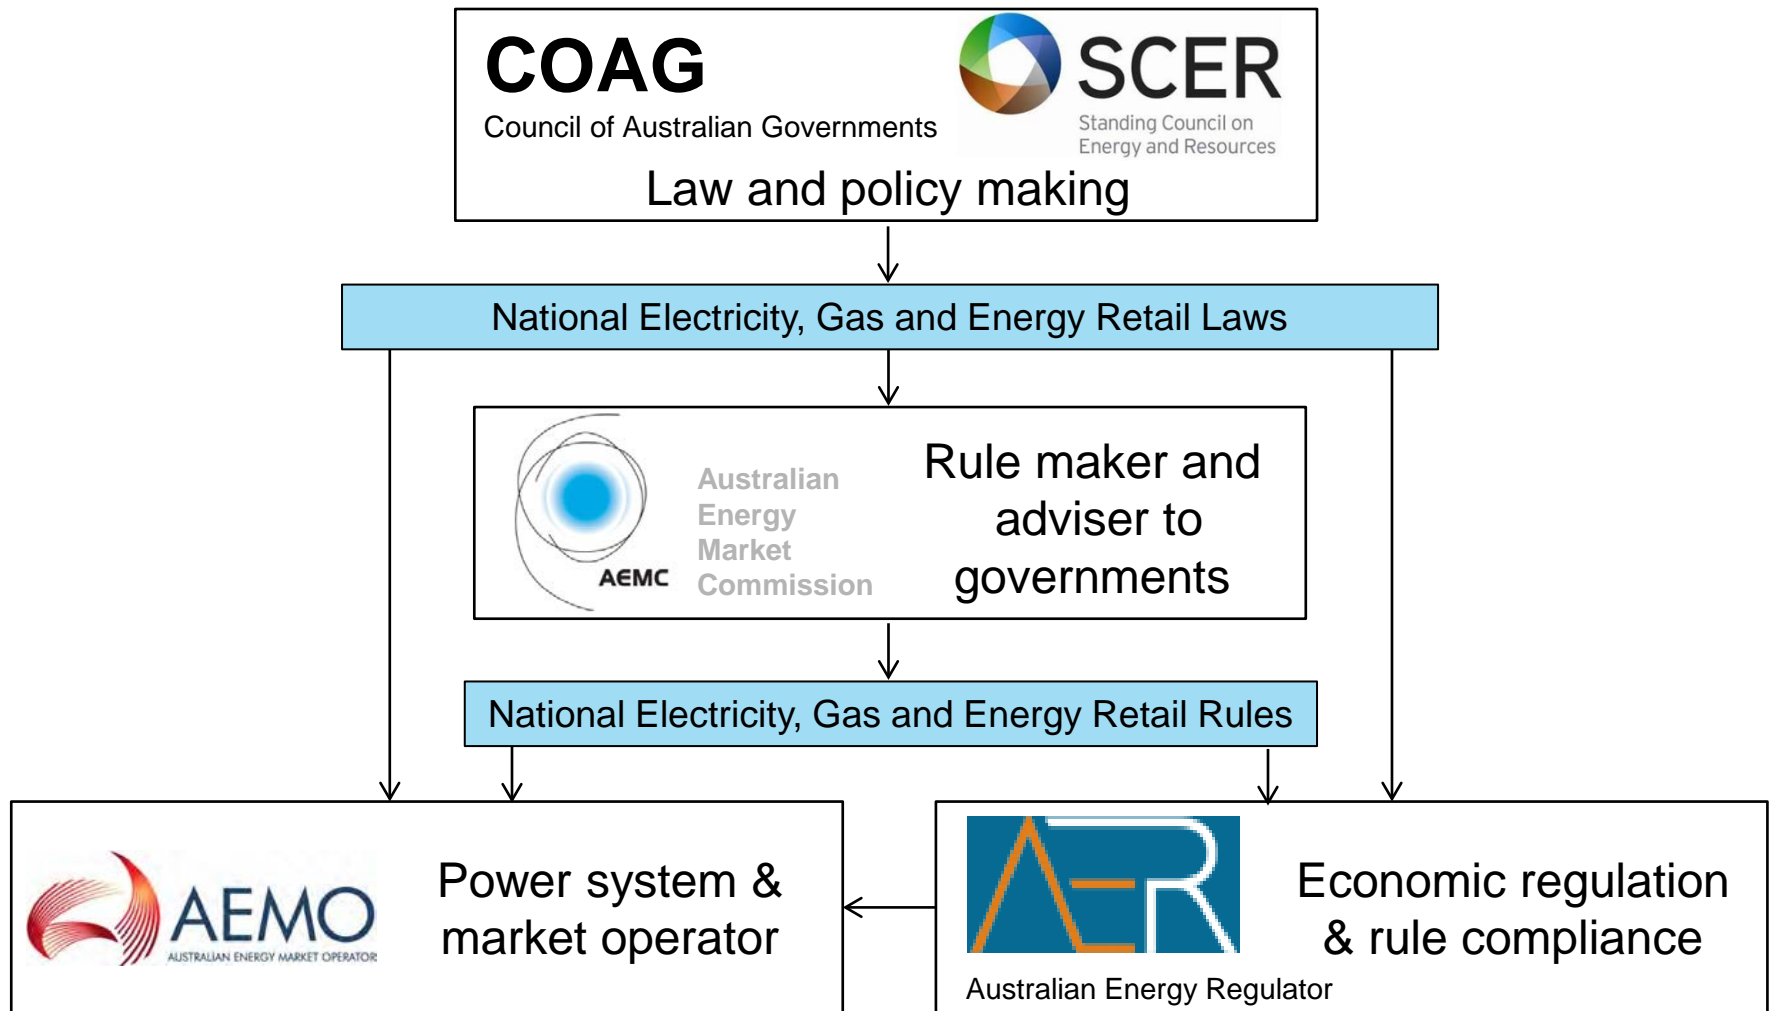 COAG
Council of Australian Governments
SCER
Standing Council on
Energy and Resources
Law and policy making
National Electricity, Gas and Energy Retail Laws
AEMC
Australian
Energy
Market
Commission
Rule maker and
adviser to
governments
National Electricity, Gas and Energy Retail Rules
AEMO
AUSTRALIAN ENERGY MARKET OPERATOR
Power system &
market operator
AER
Australian Energy Regulator
Economic regulation
& rule compliance